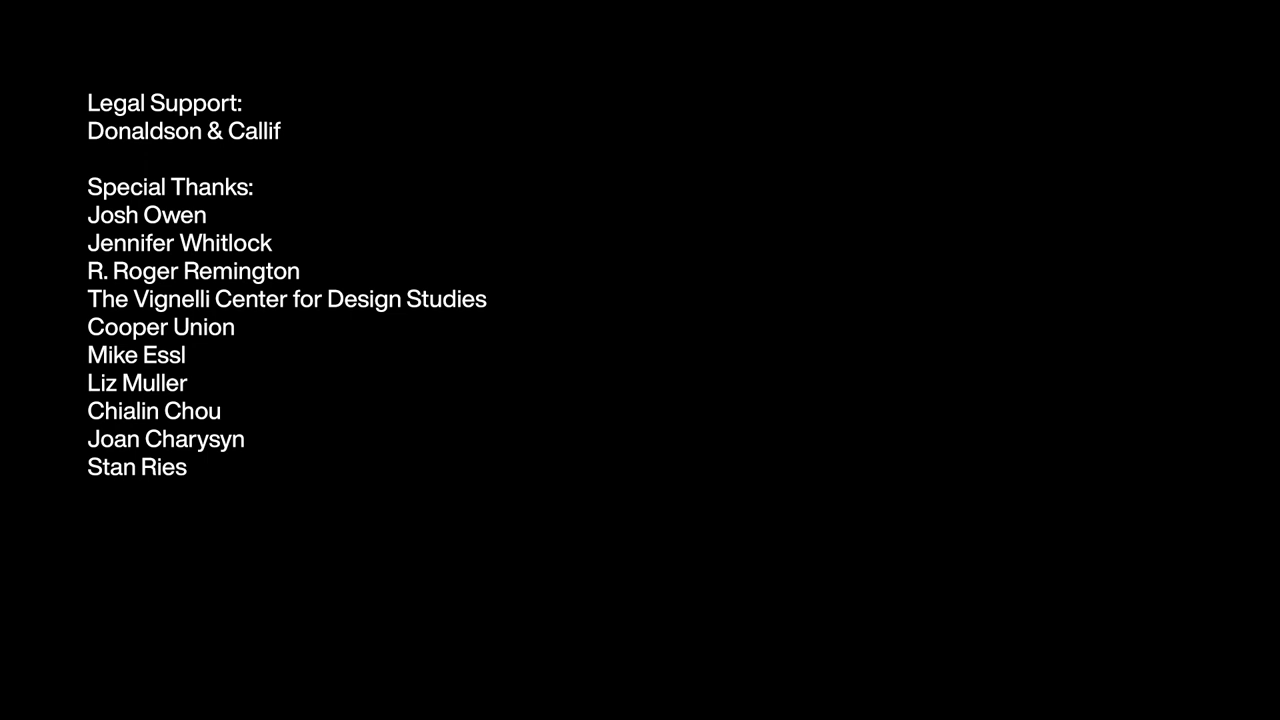 Legal Support:
Donaldson & Callif
Special Thanks:
Josh Owen
Jennifer Whitlock
R. Roger Remington
The Vignelli Center for Design Studies
Cooper Union
Mike Essl
Liz Muller
Chialin Chou
Joan Charysyn
Stan Ries